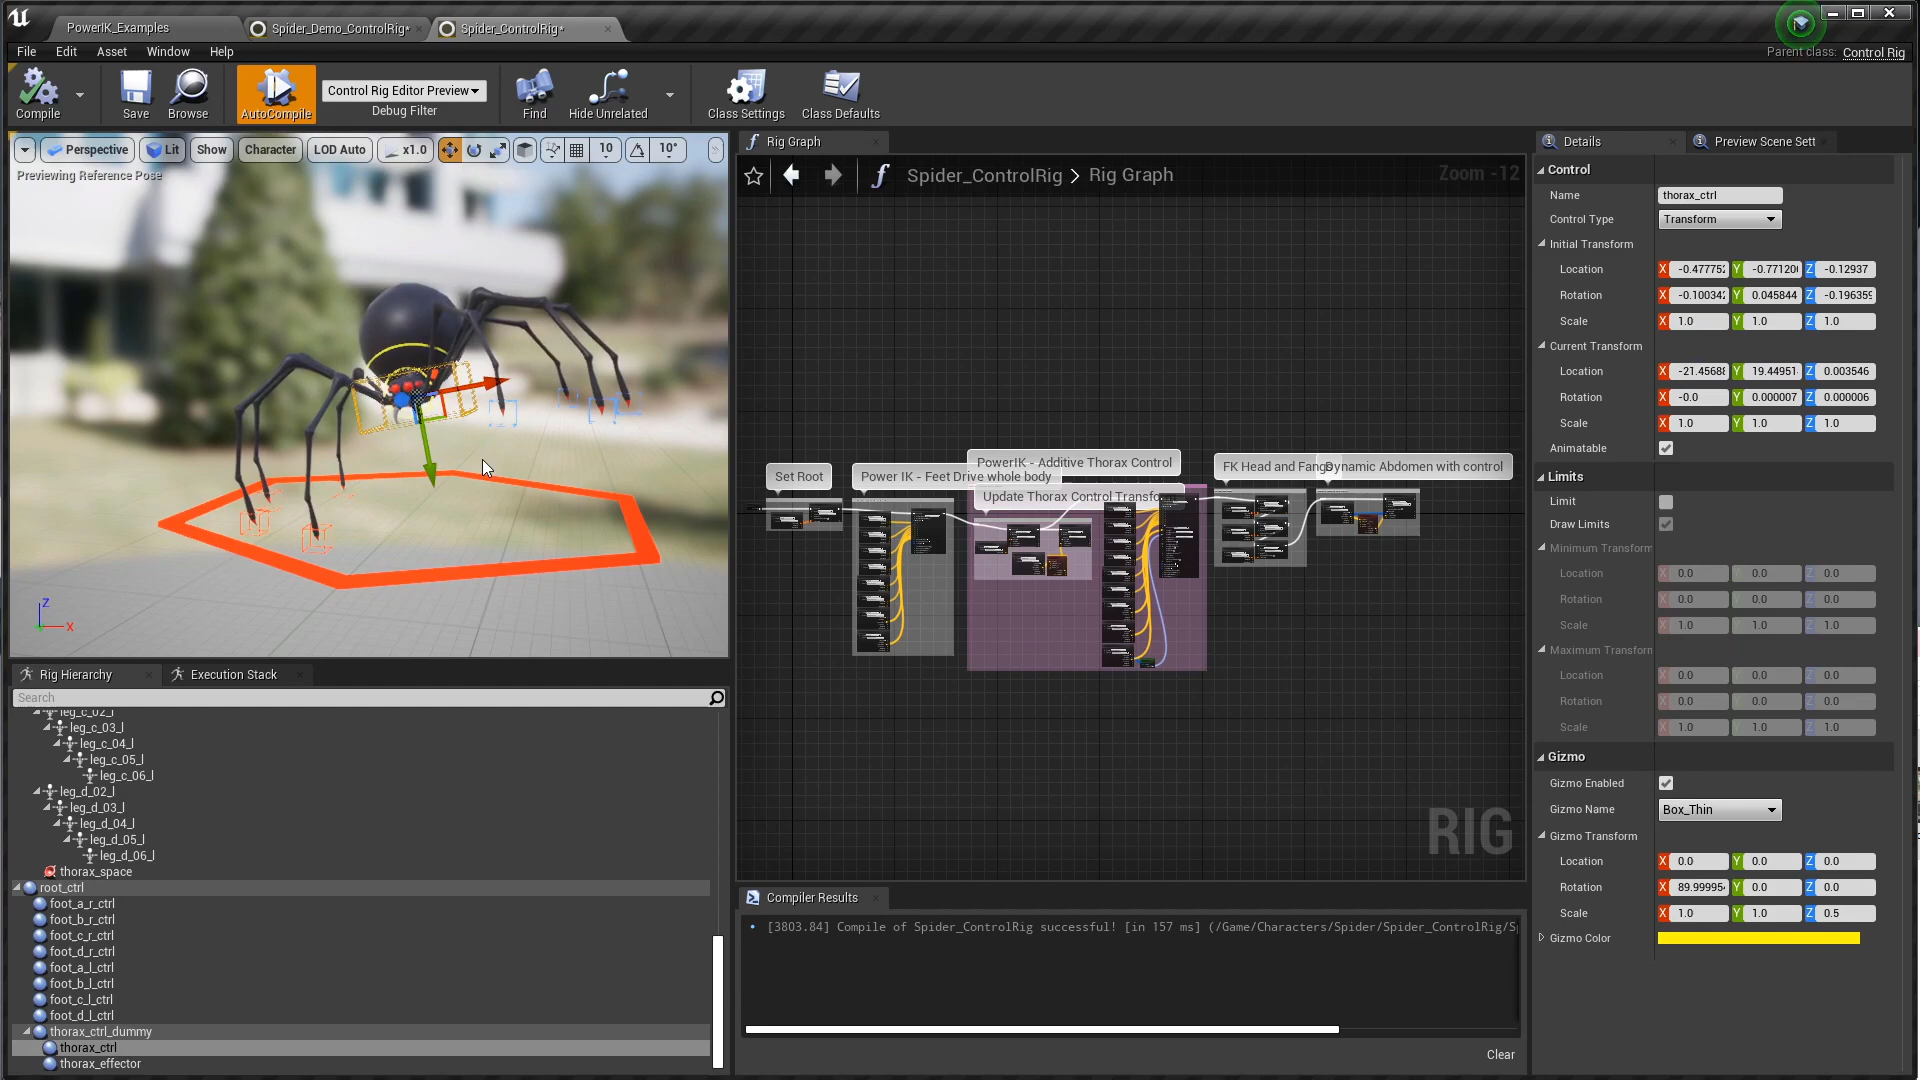 PowerIK_Examples
Spider_Demo_ControlRig*
Spider_ControlRig*
File Edit Asset Window Help
Parent class: Control Rig
Compile
Save
Browse
AutoCompile
Control Rig Editor Preview
Debug Filter
Find
Hide Unrelated
Class Settings
Class Defaults
Perspective Lit Show Character LOD Auto x1.0 10 10°
Previewing Reference Pose
Z
X
Rig Hierarchy
Execution Stack
Search
leg_c_02_l
leg_c_03_l
leg_c_04_l
leg_c_05_l
leg_c_06_l
leg_d_02_l
leg_d_03_l
leg_d_04_l
leg_d_05_l
leg_d_06_l
thorax_space
root_ctrl
foot_a_r_ctrl
foot_b_r_ctrl
foot_c_r_ctrl
foot_d_r_ctrl
foot_a_l_ctrl
foot_b_l_ctrl
foot_c_l_ctrl
foot_d_l_ctrl
thorax_ctrl_dummy
thorax_ctrl
thorax_effector
Rig Graph
Spider_ControlRig > Rig Graph
Zoom -12
Set Root
Power IK - Feet Drive whole body
PowerIK - Additive Thorax Control
Update Thorax Control Transfo
FK Head and Fangs
Dynamic Abdomen with control
RIG
Compiler Results
• [3803.84] Compile of Spider_ControlRig successful! [in 157 ms] (/Game/Characters/Spider/Spider_ControlRig/S
Clear
Details
Preview Scene Sett
Control
Name thorax_ctrl
Control Type Transform
Initial Transform
Location X -0.477752 Y -0.77120 Z -0.12937
Rotation X -0.100342 Y 0.045844 Z -0.196359
Scale X 1.0 Y 1.0 Z 1.0
Current Transform
Location X -21.45688 Y 19.44951 Z 0.003546
Rotation X -0.0 Y 0.000007 Z 0.000006
Scale X 1.0 Y 1.0 Z 1.0
Animatable
Limits
Limit
Draw Limits
Minimum Transform
Location X 0.0 Y 0.0 Z 0.0
Rotation X 0.0 Y 0.0 Z 0.0
Scale X 1.0 Y 1.0 Z 1.0
Maximum Transform
Location X 0.0 Y 0.0 Z 0.0
Rotation X 0.0 Y 0.0 Z 0.0
Scale X 1.0 Y 1.0 Z 1.0
Gizmo
Gizmo Enabled
Gizmo Name Box_Thin
Gizmo Transform
Location X 0.0 Y 0.0 Z 0.0
Rotation X 89.99995 Y 0.0 Z 0.0
Scale X 1.0 Y 1.0 Z 0.5
Gizmo Color